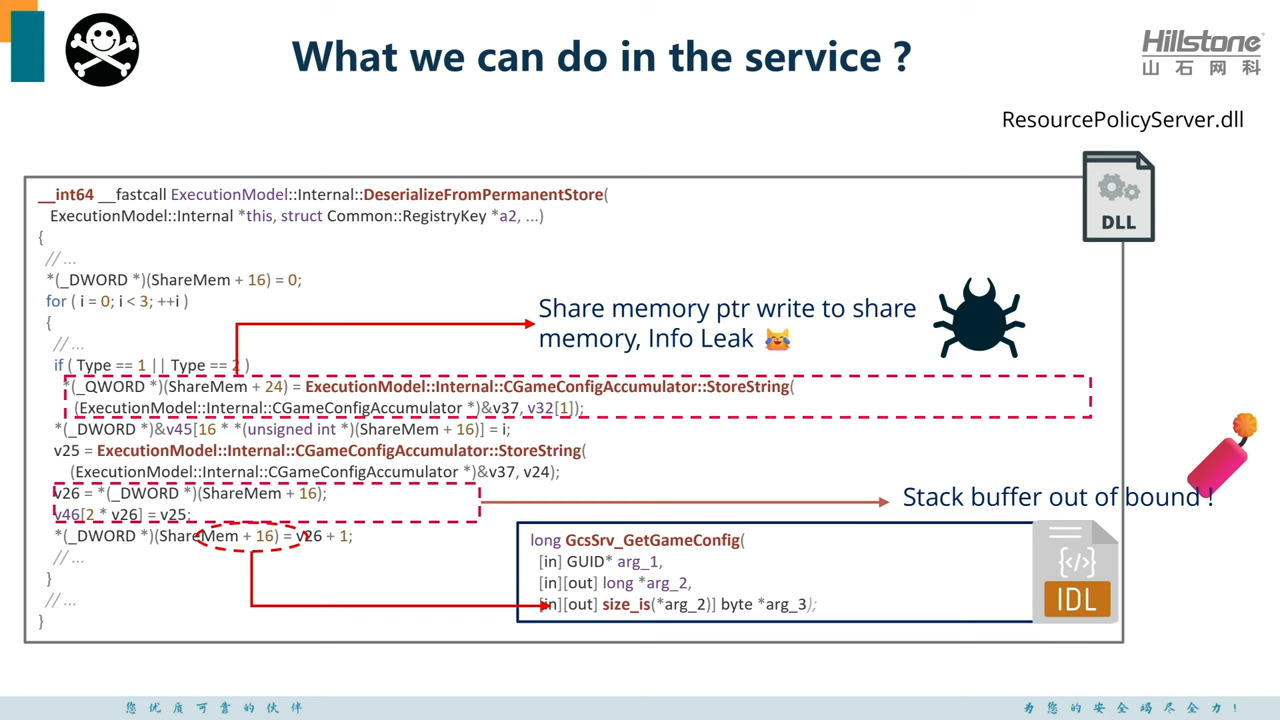 What we can do in the service ?
Hillstone
山石网科
ResourcePolicyServer.dll
DLL
__int64 __fastcall ExecutionModel::Internal::DeserializeFromPermanentStore(
ExecutionModel::Internal *this, struct Common::RegistryKey *a2, ...)
{
// ...
*(_DWORD *)(ShareMem + 16) = 0;
for ( i = 0; i < 3; ++i )
{
// ...
if ( Type == 1 || Type == 2 )
*(_QWORD *)(ShareMem + 24) = ExecutionModel::Internal::CGameConfigAccumulator::StoreString(
(ExecutionModel::Internal::CGameConfigAccumulator *)&v37, v32[1]);
*(_DWORD *)&v45[16 * *(unsigned int *)(ShareMem + 16)] = i;
v25 = ExecutionModel::Internal::CGameConfigAccumulator::StoreString(
(ExecutionModel::Internal::CGameConfigAccumulator *)&v37, v24);
v26 = *(_DWORD *)(ShareMem + 16);
v46[2 * v26] = v25;
*(_DWORD *)(ShareMem + 16) = v26 + 1;
// ...
}
// ...
}
Share memory ptr write to share
memory, Info Leak 😹
Stack buffer out of bound !
long GcsSrv_GetGameConfig(
[in] GUID* arg_1,
[in][out] long *arg_2,
[in][out] size_is(*arg_2)] byte *arg_3);
IDL
您优质可靠的伙伴
为您的安全竭尽全力！